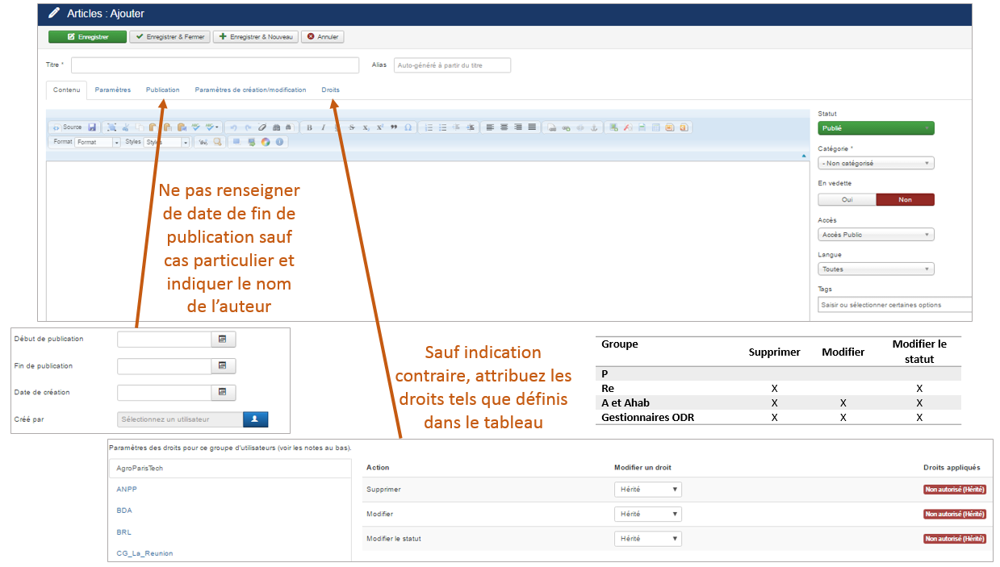 Articles : Ajouter
Enregistrer Enregistrer & Fermer Enregistrer & Nouveau Annuler
Titre * Alias Auto-généré à partir du titre
Contenu Paramètres Publication Paramètres de création/modification Droits
Source
Format Format Styles Styles
Statut
Publié
Catégorie *
- Non catégorisé
En vedette
Oui Non
Accès
Accès Public
Langue
Toutes
Tags
Saisir ou sélectionner certaines options
Ne pas renseigner
de date de fin de
publication sauf
cas particulier et
indiquer le nom
de l’auteur
Début de publication
Fin de publication
Date de création
Créé par Sélectionnez un utilisateur
Sauf indication
contraire, attribuez les
droits tels que définis
dans le tableau
Groupe Supprimer Modifier Modifier le
statut
P
Re X X
A et Ahab X X X
Gestionnaires ODR X X X
Paramètres des droits pour ce groupe d'utilisateurs (voir les notes au bas).
AgroParisTech
ANPP
BDA
BRL
CG_La_Reunion
Action Modifier un droit Droits appliqués
Supprimer Hérité Non autorisé (Hérité)
Modifier Hérité Non autorisé (Hérité)
Modifier le statut Hérité Non autorisé (Hérité)